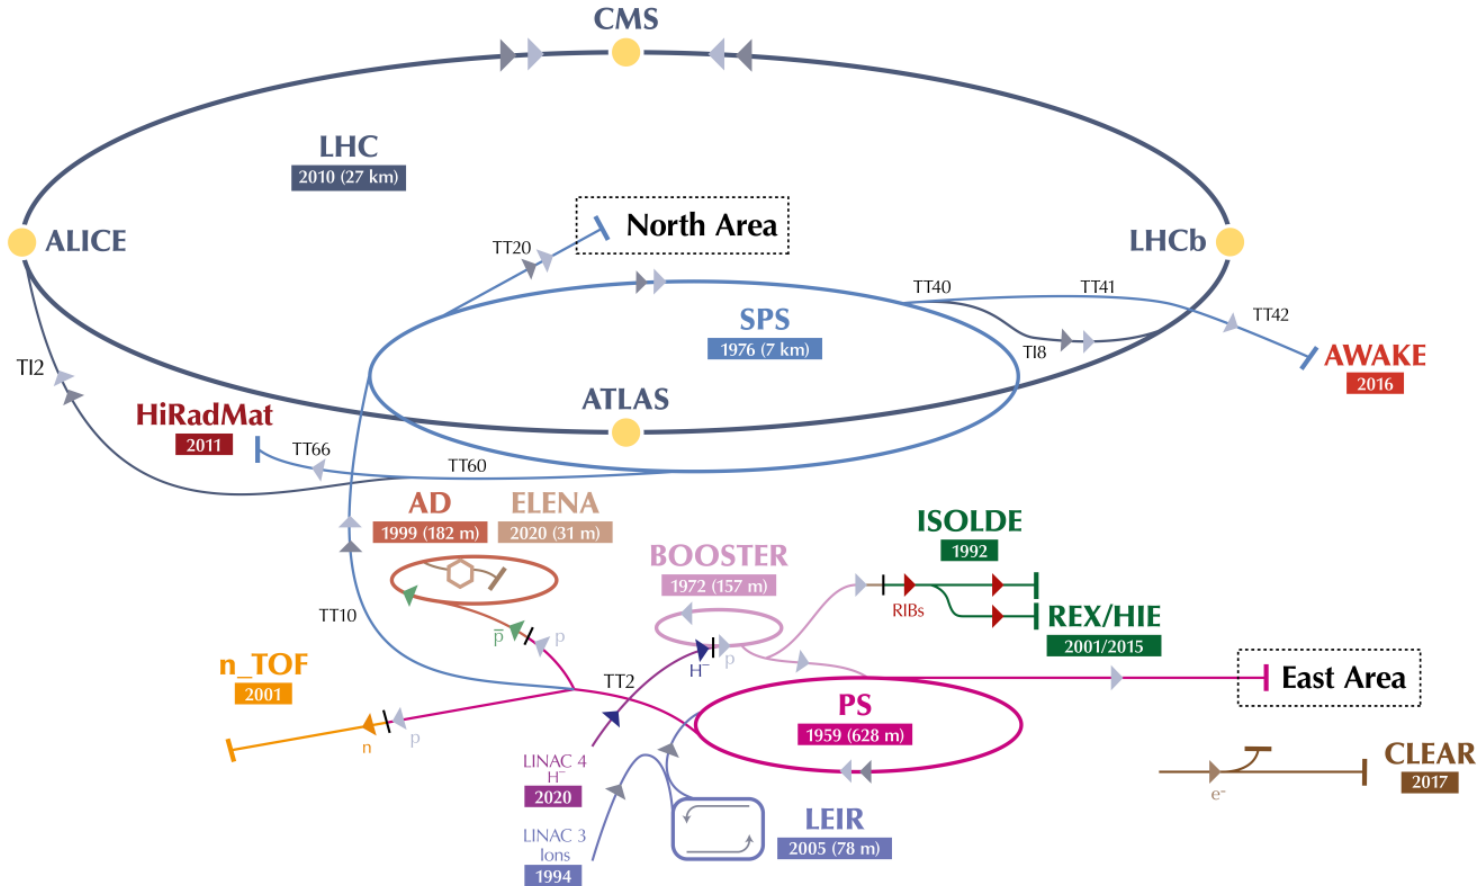 CMS
LHC
2010 (27 km)
North Area
TT20
ALICE
LHCb
TT40
TT41
TT42
SPS
1976 (7 km)
TI8
AWAKE
2016
TI2
ATLAS
HiRadMat
2011
TT66
TT60
AD
1999 (182 m)
ELENA
2020 (31 m)
ISOLDE
1992
BOOSTER
1972 (157 m)
RIBs
REX/HIE
2001/2015
TT10
p̅
p
H⁻
p
n_TOF
2001
TT2
East Area
PS
1959 (628 m)
n
p
LINAC 4
H⁻
2020
CLEAR
2017
e⁻
LINAC 3
Ions
1994
LEIR
2005 (78 m)